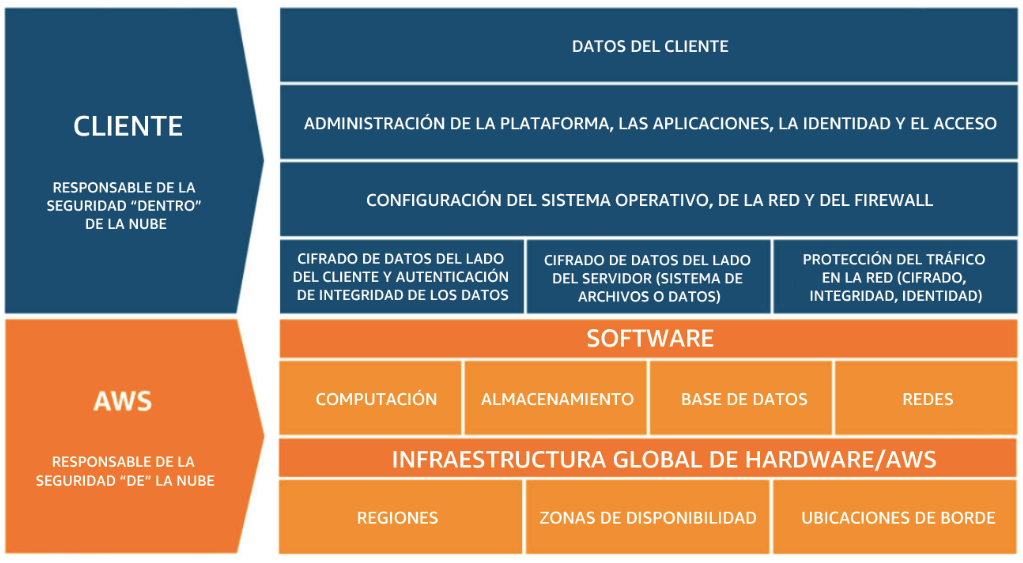 CLIENTE
RESPONSABLE DE LA
SEGURIDAD “DENTRO”
DE LA NUBE
DATOS DEL CLIENTE
ADMINISTRACIÓN DE LA PLATAFORMA, LAS APLICACIONES, LA IDENTIDAD Y EL ACCESO
CONFIGURACIÓN DEL SISTEMA OPERATIVO, DE LA RED Y DEL FIREWALL
CIFRADO DE DATOS DEL LADO
DEL CLIENTE Y AUTENTICACIÓN
DE INTEGRIDAD DE LOS DATOS
CIFRADO DE DATOS DEL LADO
DEL SERVIDOR (SISTEMA DE
ARCHIVOS O DATOS)
PROTECCIÓN DEL TRÁFICO
EN LA RED (CIFRADO,
INTEGRIDAD, IDENTIDAD)
AWS
RESPONSABLE DE LA
SEGURIDAD “DE” LA NUBE
SOFTWARE
COMPUTACIÓN
ALMACENAMIENTO
BASE DE DATOS
REDES
INFRAESTRUCTURA GLOBAL DE HARDWARE/AWS
REGIONES
ZONAS DE DISPONIBILIDAD
UBICACIONES DE BORDE